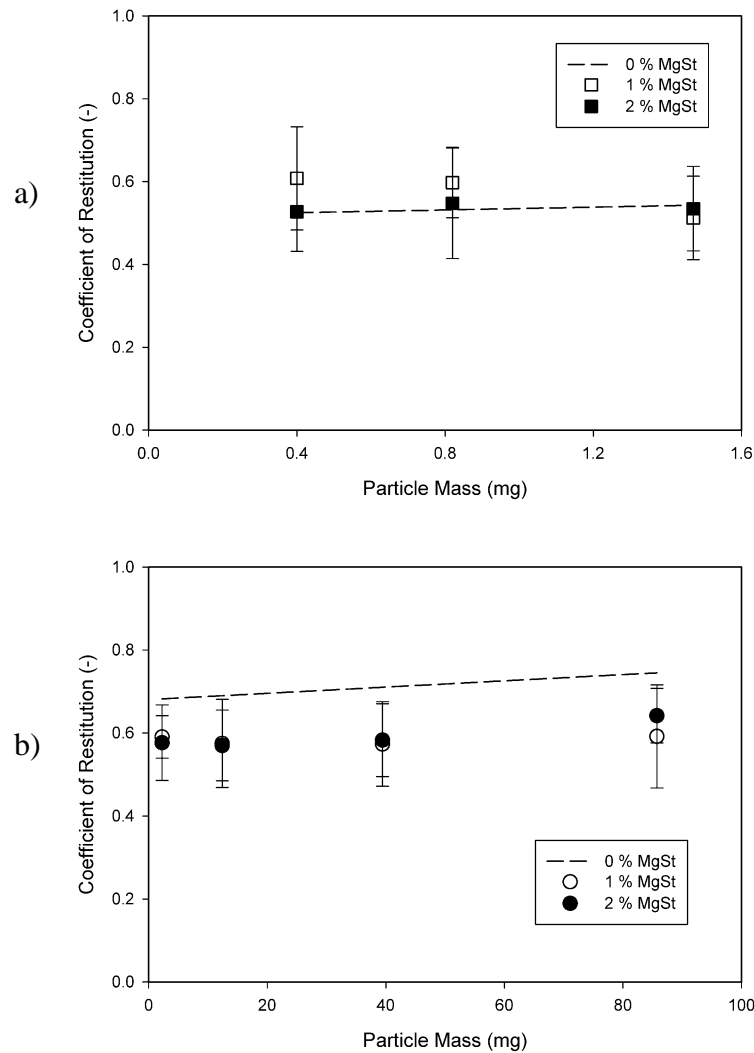 a)
Coefficient of Restitution (-)
1.0
0.8
0.6
0.4
0.2
0.0
0 % MgSt
1 % MgSt
2 % MgSt
0.0 0.4 0.8 1.2 1.6
Particle Mass (mg)
b)
Coefficient of Restitution (-)
1.0
0.8
0.6
0.4
0.2
0.0
0 % MgSt
1 % MgSt
2 % MgSt
0 20 40 60 80 100
Particle Mass (mg)